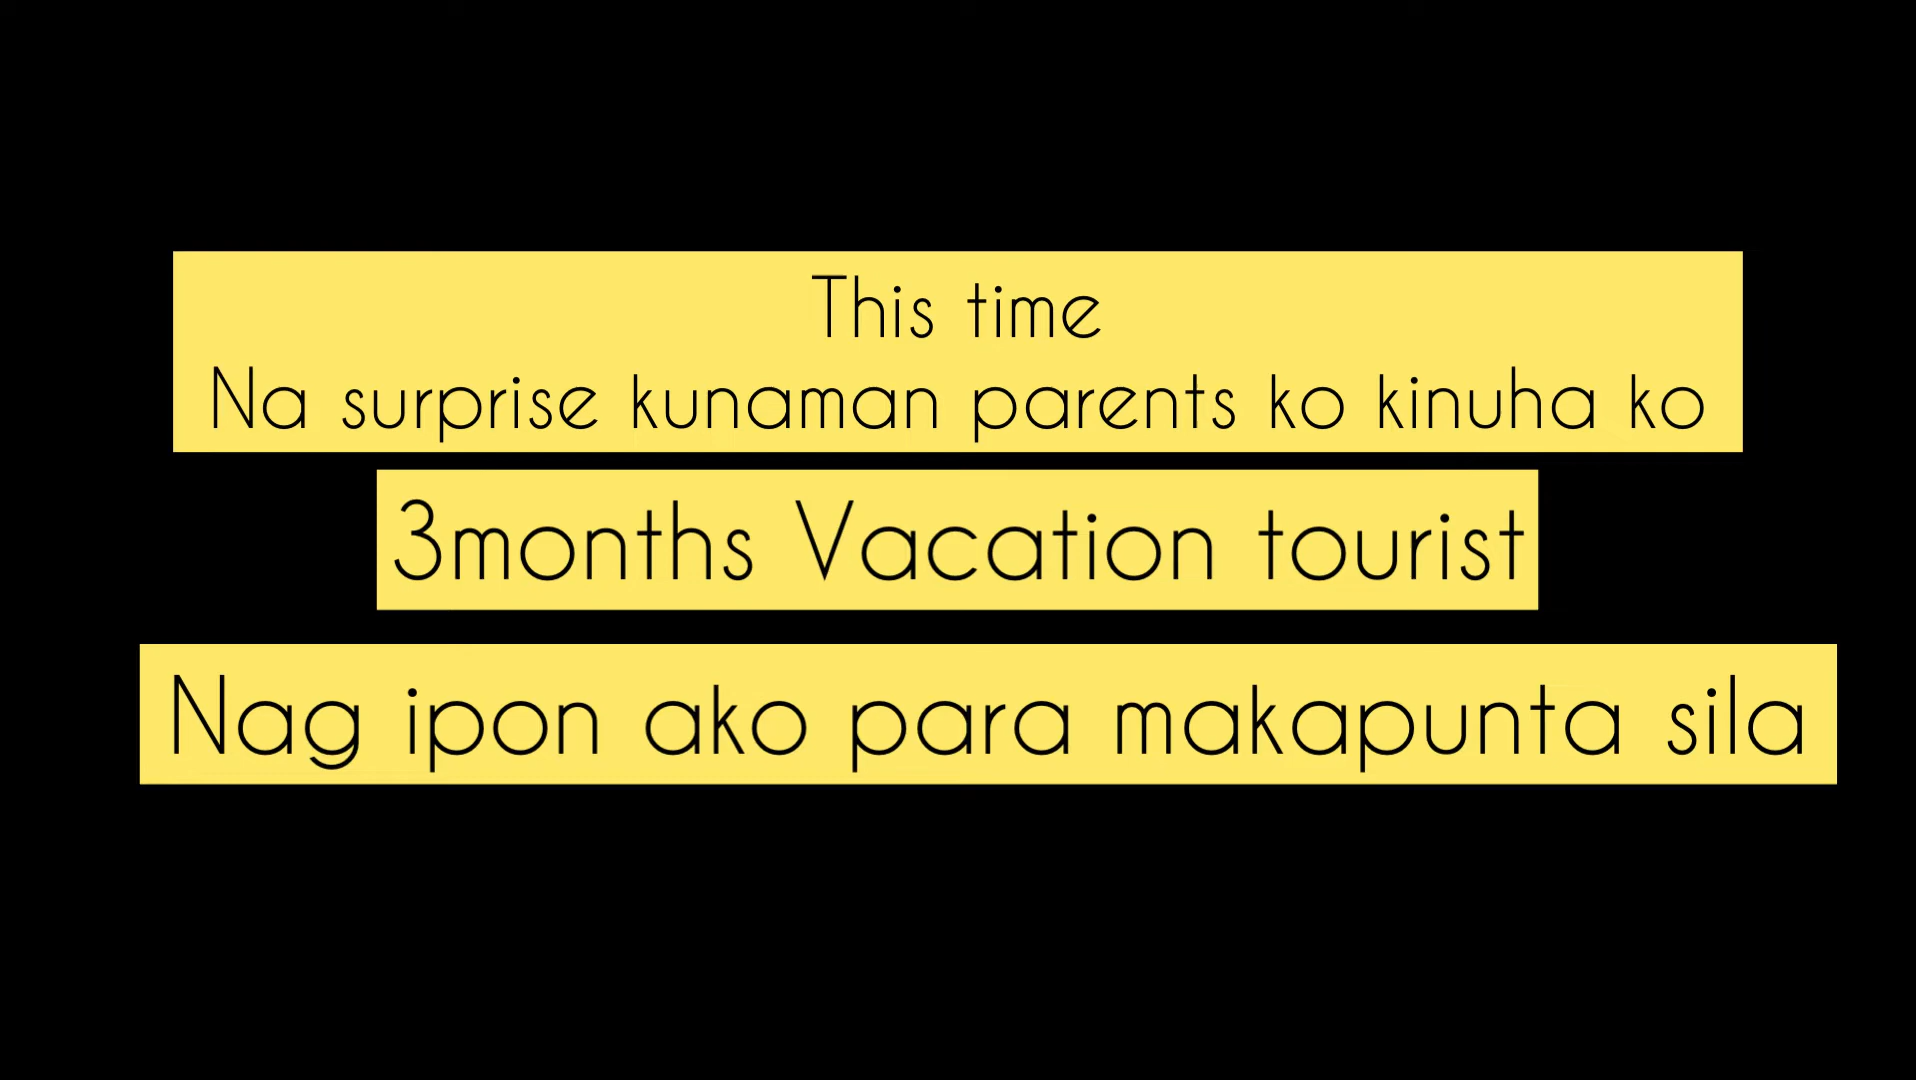 This time
Na surprise kunaman parents ko kinuha ko
3months Vacation tourist
Nag ipon ako para makapunta sila